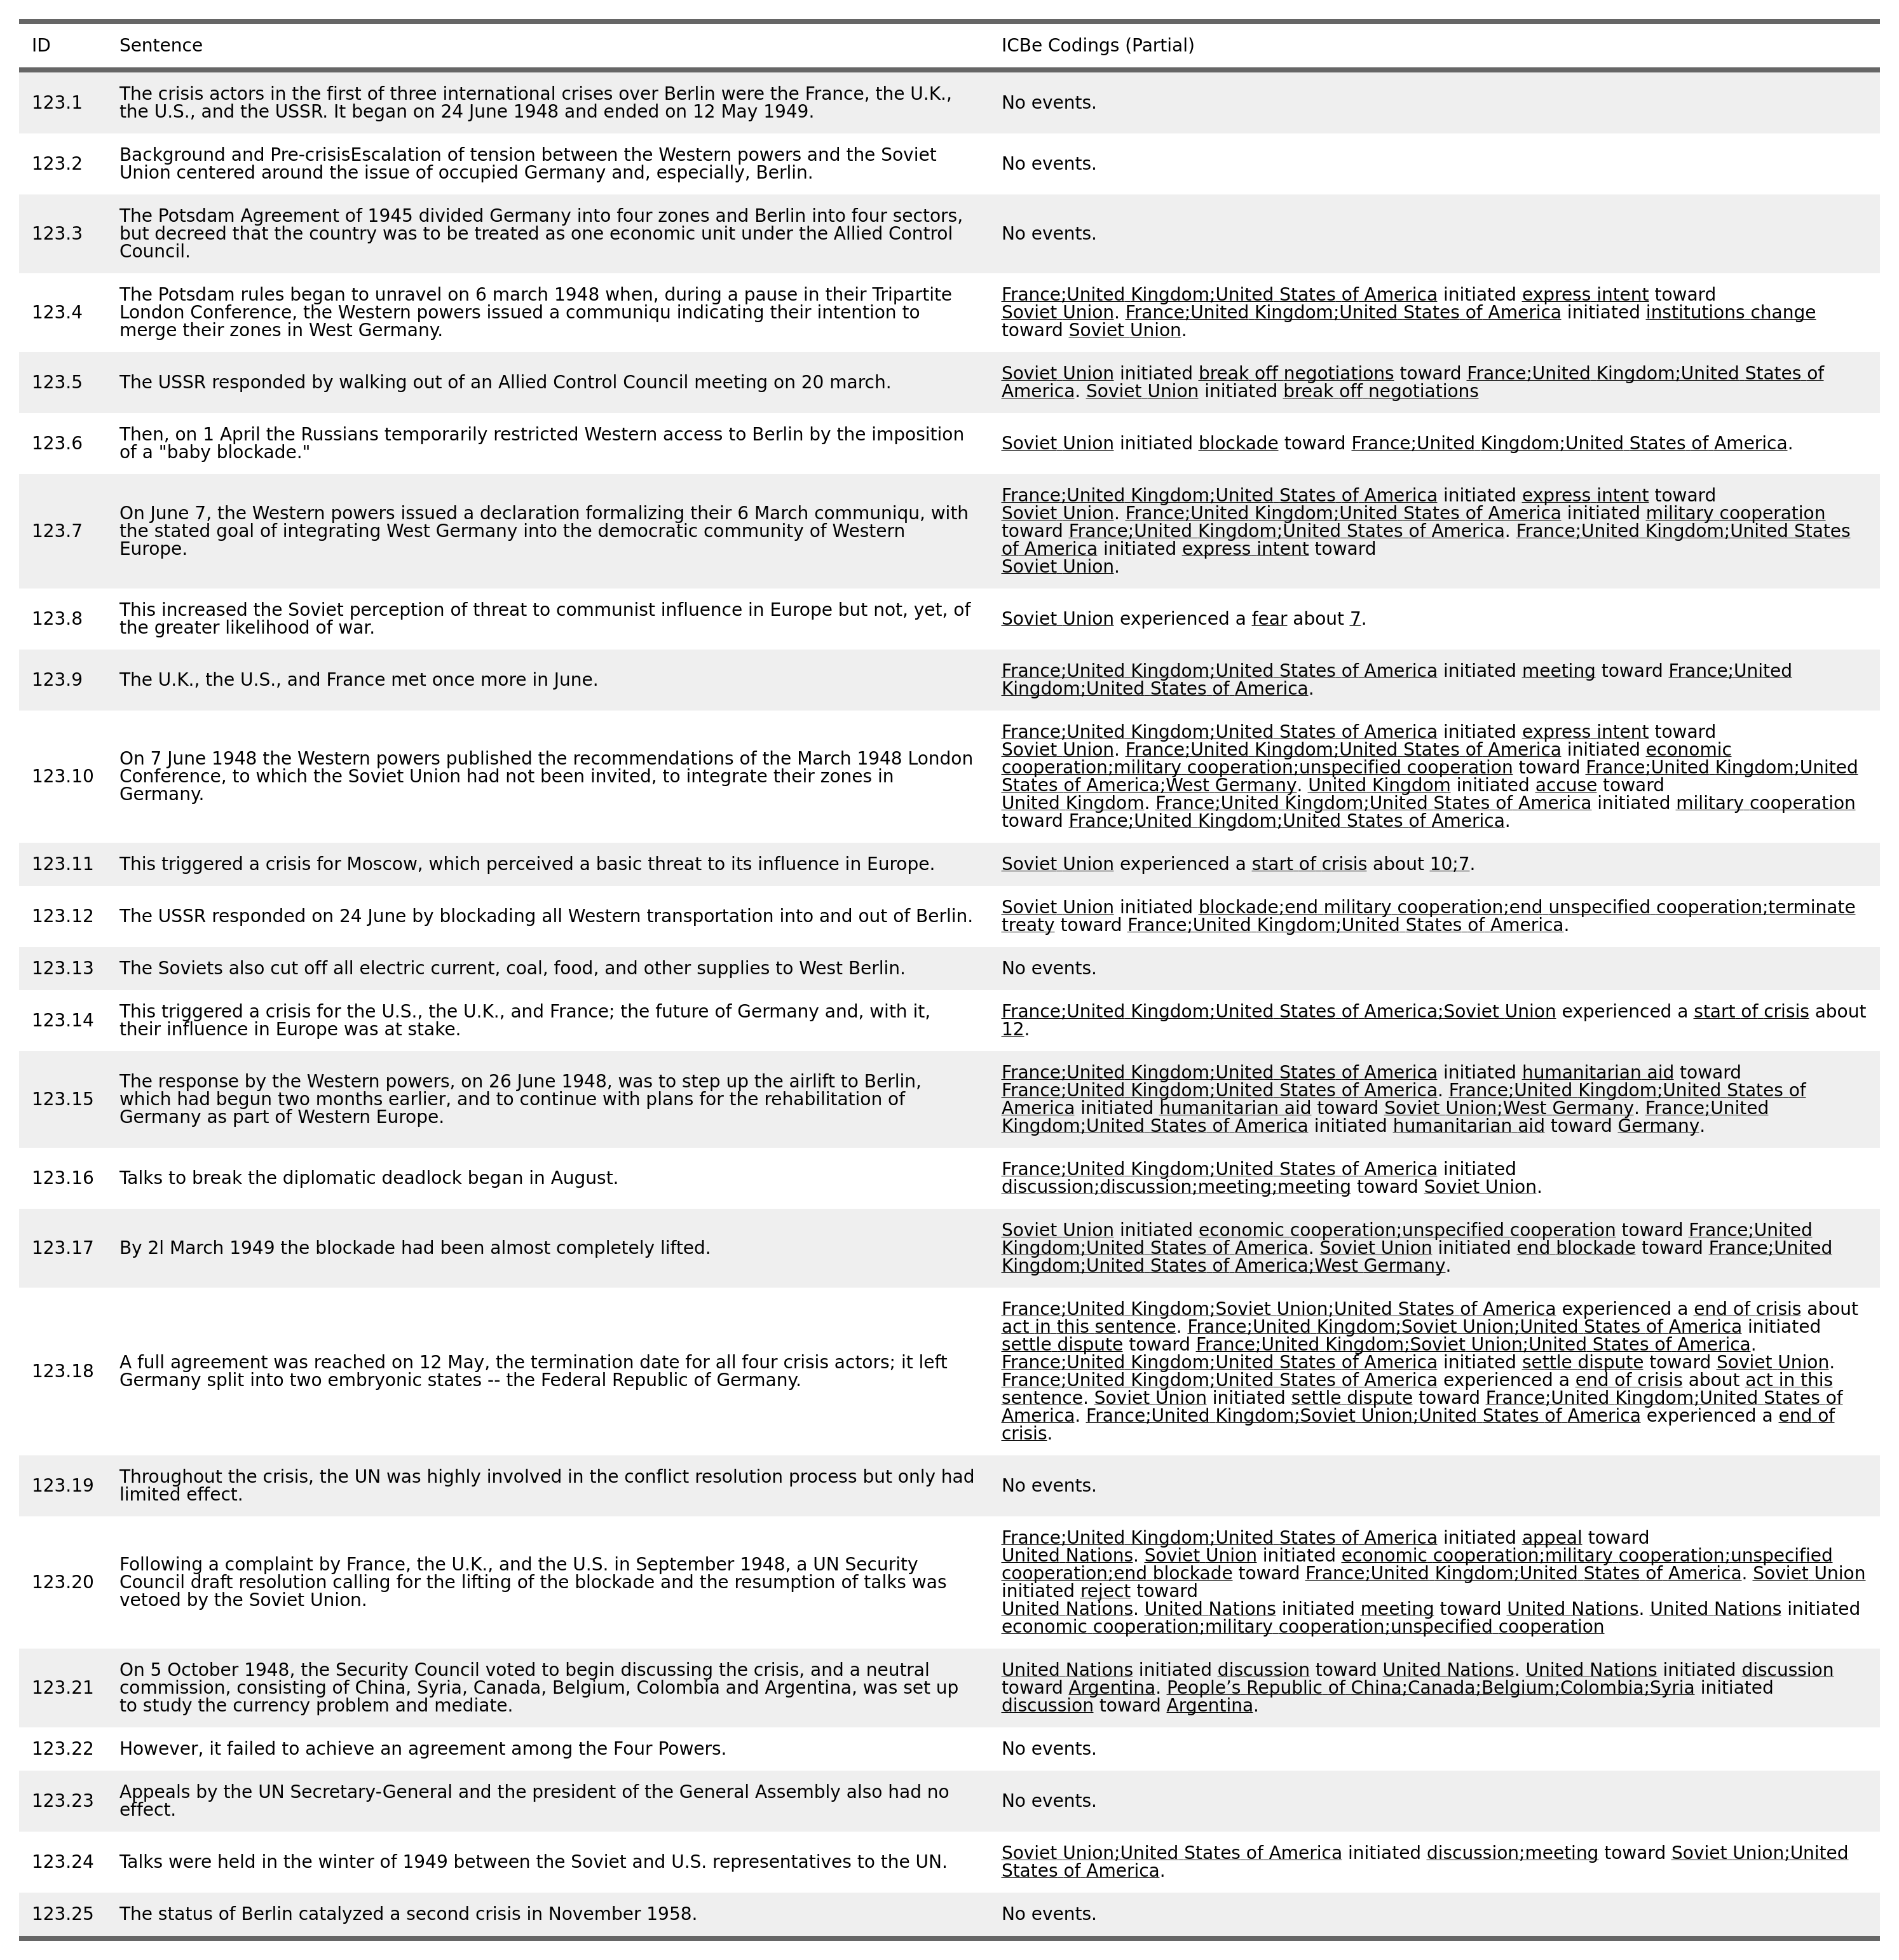 ID Sentence ICBe Codings (Partial)
123.1
The crisis actors in the first of three international crises over Berlin were the France, the U.K.,
the U.S., and the USSR. It began on 24 June 1948 and ended on 12 May 1949.
No events.
123.2
Background and Pre-crisisEscalation of tension between the Western powers and the Soviet
Union centered around the issue of occupied Germany and, especially, Berlin.
No events.
123.3
The Potsdam Agreement of 1945 divided Germany into four zones and Berlin into four sectors,
but decreed that the country was to be treated as one economic unit under the Allied Control
Council.
No events.
123.4
The Potsdam rules began to unravel on 6 march 1948 when, during a pause in their Tripartite
London Conference, the Western powers issued a communiqu indicating their intention to
merge their zones in West Germany.
France;United Kingdom;United States of America initiated express intent toward
Soviet Union. France;United Kingdom;United States of America initiated institutions change
toward Soviet Union.
123.5
The USSR responded by walking out of an Allied Control Council meeting on 20 march.
Soviet Union initiated break off negotiations toward France;United Kingdom;United States of
America. Soviet Union initiated break off negotiations
123.6
Then, on 1 April the Russians temporarily restricted Western access to Berlin by the imposition
of a "baby blockade."
Soviet Union initiated blockade toward France;United Kingdom;United States of America.
123.7
On June 7, the Western powers issued a declaration formalizing their 6 March communiqu, with
the stated goal of integrating West Germany into the democratic community of Western
Europe.
France;United Kingdom;United States of America initiated express intent toward
Soviet Union. France;United Kingdom;United States of America initiated military cooperation
toward France;United Kingdom;United States of America. France;United Kingdom;United States
of America initiated express intent toward
Soviet Union.
123.8
This increased the Soviet perception of threat to communist influence in Europe but not, yet, of
the greater likelihood of war.
Soviet Union experienced a fear about 7.
123.9
The U.K., the U.S., and France met once more in June.
France;United Kingdom;United States of America initiated meeting toward France;United
Kingdom;United States of America.
123.10
On 7 June 1948 the Western powers published the recommendations of the March 1948 London
Conference, to which the Soviet Union had not been invited, to integrate their zones in
Germany.
France;United Kingdom;United States of America initiated express intent toward
Soviet Union. France;United Kingdom;United States of America initiated economic
cooperation;military cooperation;unspecified cooperation toward France;United Kingdom;United
States of America;West Germany. United Kingdom initiated accuse toward
United Kingdom. France;United Kingdom;United States of America initiated military cooperation
toward France;United Kingdom;United States of America.
123.11
This triggered a crisis for Moscow, which perceived a basic threat to its influence in Europe.
Soviet Union experienced a start of crisis about 10;7.
123.12
The USSR responded on 24 June by blockading all Western transportation into and out of Berlin.
Soviet Union initiated blockade;end military cooperation;end unspecified cooperation;terminate
treaty toward France;United Kingdom;United States of America.
123.13
The Soviets also cut off all electric current, coal, food, and other supplies to West Berlin.
No events.
123.14
This triggered a crisis for the U.S., the U.K., and France; the future of Germany and, with it,
their influence in Europe was at stake.
France;United Kingdom;United States of America;Soviet Union experienced a start of crisis about
12.
123.15
The response by the Western powers, on 26 June 1948, was to step up the airlift to Berlin,
which had begun two months earlier, and to continue with plans for the rehabilitation of
Germany as part of Western Europe.
France;United Kingdom;United States of America initiated humanitarian aid toward
France;United Kingdom;United States of America. France;United Kingdom;United States of
America initiated humanitarian aid toward Soviet Union;West Germany. France;United
Kingdom;United States of America initiated humanitarian aid toward Germany.
123.16
Talks to break the diplomatic deadlock began in August.
France;United Kingdom;United States of America initiated
discussion;discussion;meeting;meeting toward Soviet Union.
123.17
By 2l March 1949 the blockade had been almost completely lifted.
Soviet Union initiated economic cooperation;unspecified cooperation toward France;United
Kingdom;United States of America. Soviet Union initiated end blockade toward France;United
Kingdom;United States of America;West Germany.
123.18
A full agreement was reached on 12 May, the termination date for all four crisis actors; it left
Germany split into two embryonic states -- the Federal Republic of Germany.
France;United Kingdom;Soviet Union;United States of America experienced a end of crisis about
act in this sentence. France;United Kingdom;Soviet Union;United States of America initiated
settle dispute toward France;United Kingdom;Soviet Union;United States of America.
France;United Kingdom;United States of America initiated settle dispute toward Soviet Union.
France;United Kingdom;United States of America experienced a end of crisis about act in this
sentence. Soviet Union initiated settle dispute toward France;United Kingdom;United States of
America. France;United Kingdom;Soviet Union;United States of America experienced a end of
crisis.
123.19
Throughout the crisis, the UN was highly involved in the conflict resolution process but only had
limited effect.
No events.
123.20
Following a complaint by France, the U.K., and the U.S. in September 1948, a UN Security
Council draft resolution calling for the lifting of the blockade and the resumption of talks was
vetoed by the Soviet Union.
France;United Kingdom;United States of America initiated appeal toward
United Nations. Soviet Union initiated economic cooperation;military cooperation;unspecified
cooperation;end blockade toward France;United Kingdom;United States of America. Soviet Union
initiated reject toward
United Nations. United Nations initiated meeting toward United Nations. United Nations initiated
economic cooperation;military cooperation;unspecified cooperation
123.21
On 5 October 1948, the Security Council voted to begin discussing the crisis, and a neutral
commission, consisting of China, Syria, Canada, Belgium, Colombia and Argentina, was set up
to study the currency problem and mediate.
United Nations initiated discussion toward United Nations. United Nations initiated discussion
toward Argentina. People’s Republic of China;Canada;Belgium;Colombia;Syria initiated
discussion toward Argentina.
123.22
However, it failed to achieve an agreement among the Four Powers.
No events.
123.23
Appeals by the UN Secretary-General and the president of the General Assembly also had no
effect.
No events.
123.24
Talks were held in the winter of 1949 between the Soviet and U.S. representatives to the UN.
Soviet Union;United States of America initiated discussion;meeting toward Soviet Union;United
States of America.
123.25
The status of Berlin catalyzed a second crisis in November 1958.
No events.